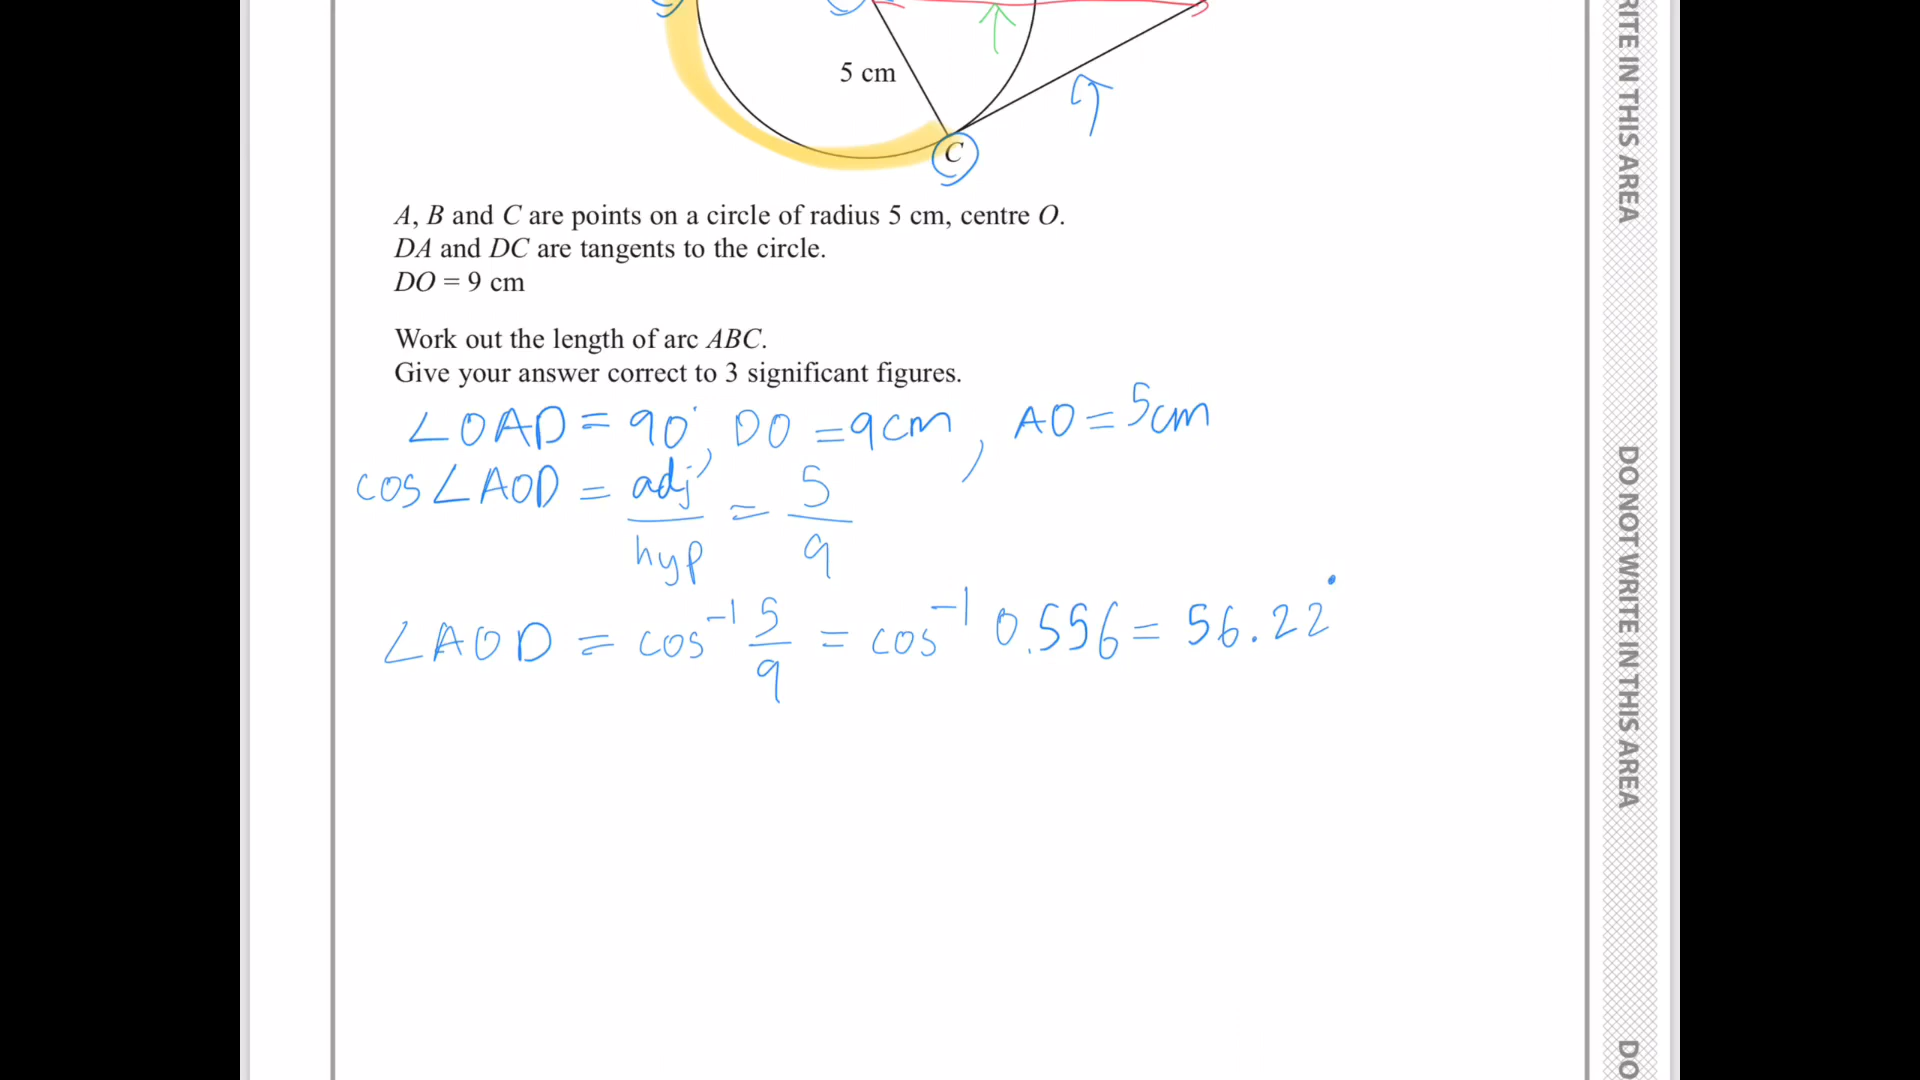 5 cm
C
A, B and C are points on a circle of radius 5 cm, centre O.
DA and DC are tangents to the circle.
DO = 9 cm
Work out the length of arc ABC.
Give your answer correct to 3 significant figures.
∠OAD = 90°, DO = 9cm, AO = 5cm
cos∠AOD = adj/hyp = 5/9
∠AOD = cos⁻¹ 5/9 = cos⁻¹ 0.556 = 56.22°
RITE IN THIS AREA
DO NOT WRITE IN THIS AREA
DO